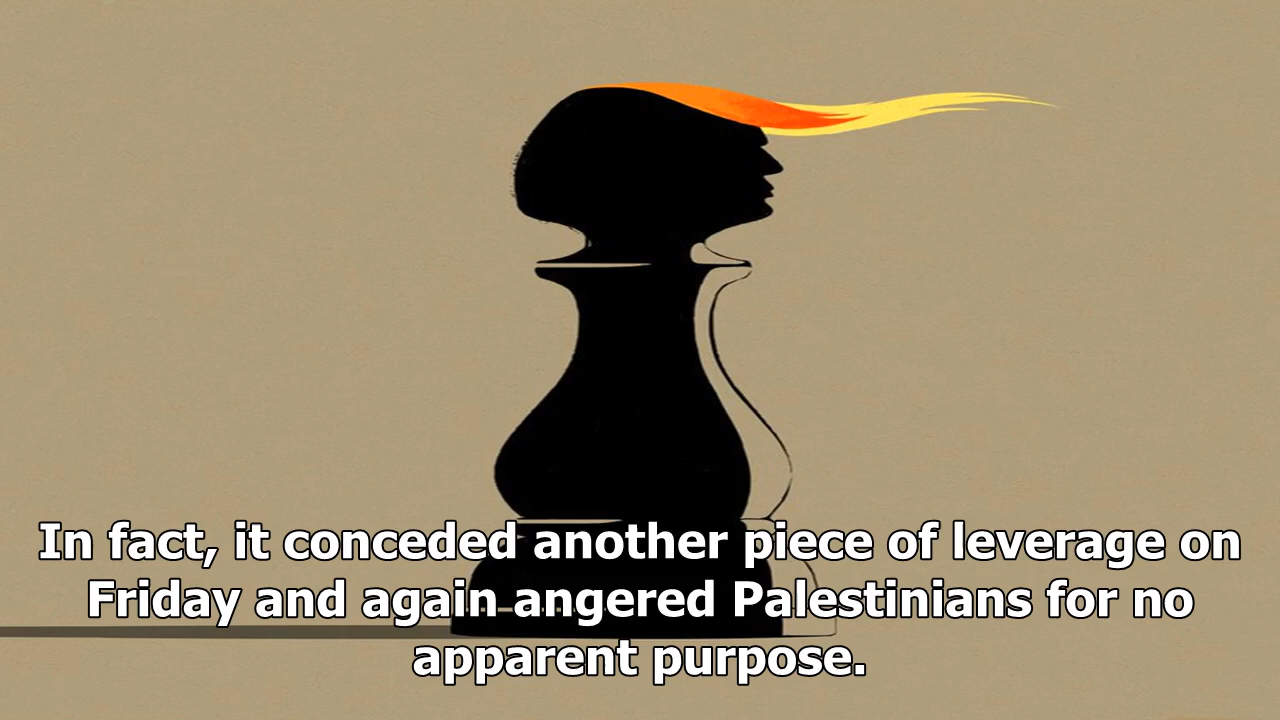 In fact, it conceded another piece of leverage on
Friday and again angered Palestinians for no
apparent purpose.